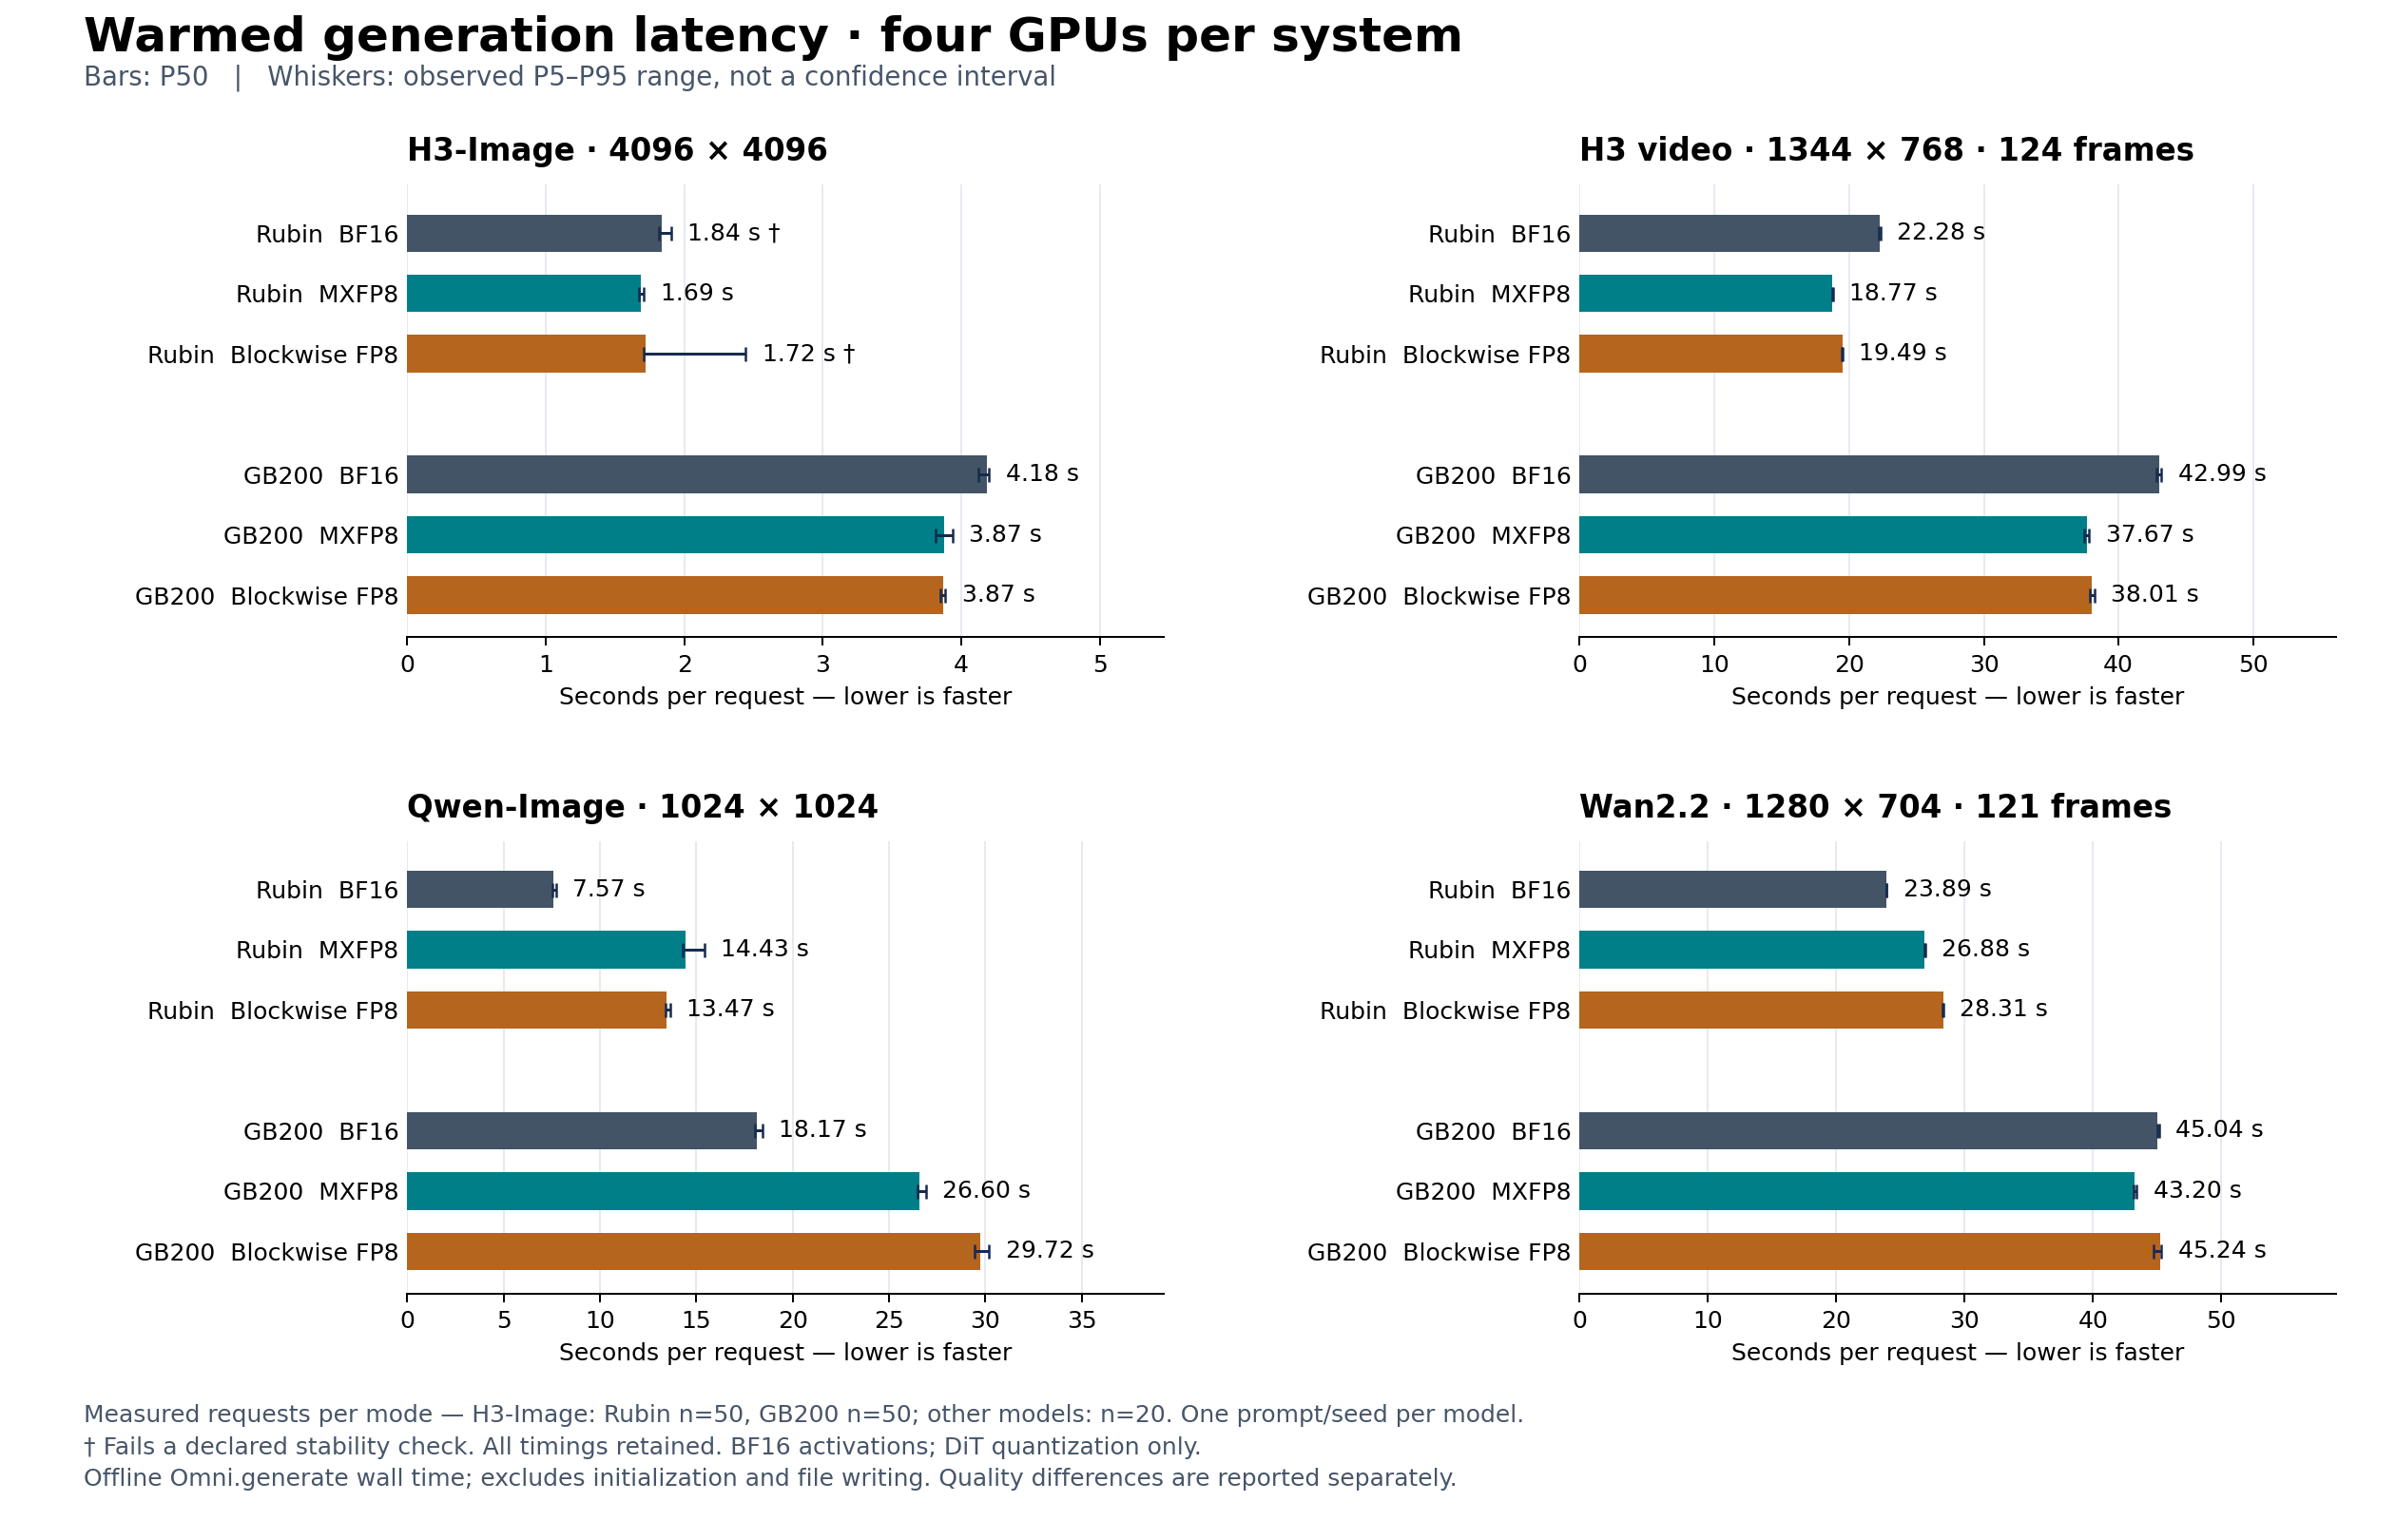 Warmed generation latency · four GPUs per system
Bars: P50 | Whiskers: observed P5–P95 range, not a confidence interval
H3-Image · 4096 × 4096
Rubin BF16 1.84 s †
Rubin MXFP8 1.69 s
Rubin Blockwise FP8 1.72 s †
GB200 BF16 4.18 s
GB200 MXFP8 3.87 s
GB200 Blockwise FP8 3.87 s
0 1 2 3 4 5
Seconds per request — lower is faster
H3 video · 1344 × 768 · 124 frames
Rubin BF16 22.28 s
Rubin MXFP8 18.77 s
Rubin Blockwise FP8 19.49 s
GB200 BF16 42.99 s
GB200 MXFP8 37.67 s
GB200 Blockwise FP8 38.01 s
0 10 20 30 40 50
Seconds per request — lower is faster
Qwen-Image · 1024 × 1024
Rubin BF16 7.57 s
Rubin MXFP8 14.43 s
Rubin Blockwise FP8 13.47 s
GB200 BF16 18.17 s
GB200 MXFP8 26.60 s
GB200 Blockwise FP8 29.72 s
0 5 10 15 20 25 30 35
Seconds per request — lower is faster
Wan2.2 · 1280 × 704 · 121 frames
Rubin BF16 23.89 s
Rubin MXFP8 26.88 s
Rubin Blockwise FP8 28.31 s
GB200 BF16 45.04 s
GB200 MXFP8 43.20 s
GB200 Blockwise FP8 45.24 s
0 10 20 30 40 50
Seconds per request — lower is faster
Measured requests per mode — H3-Image: Rubin n=50, GB200 n=50; other models: n=20. One prompt/seed per model.
† Fails a declared stability check. All timings retained. BF16 activations; DiT quantization only.
Offline Omni.generate wall time; excludes initialization and file writing. Quality differences are reported separately.